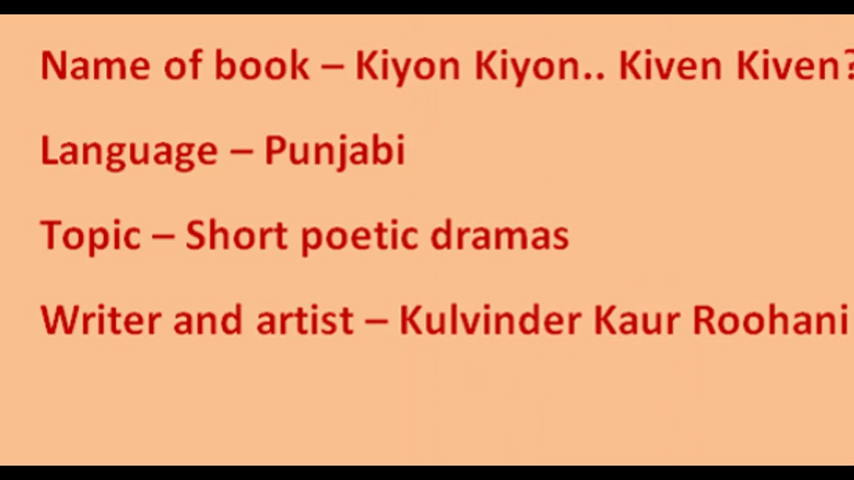 Name of book – Kiyon Kiyon.. Kiven Kiven?
Language – Punjabi
Topic – Short poetic dramas
Writer and artist – Kulvinder Kaur Roohani